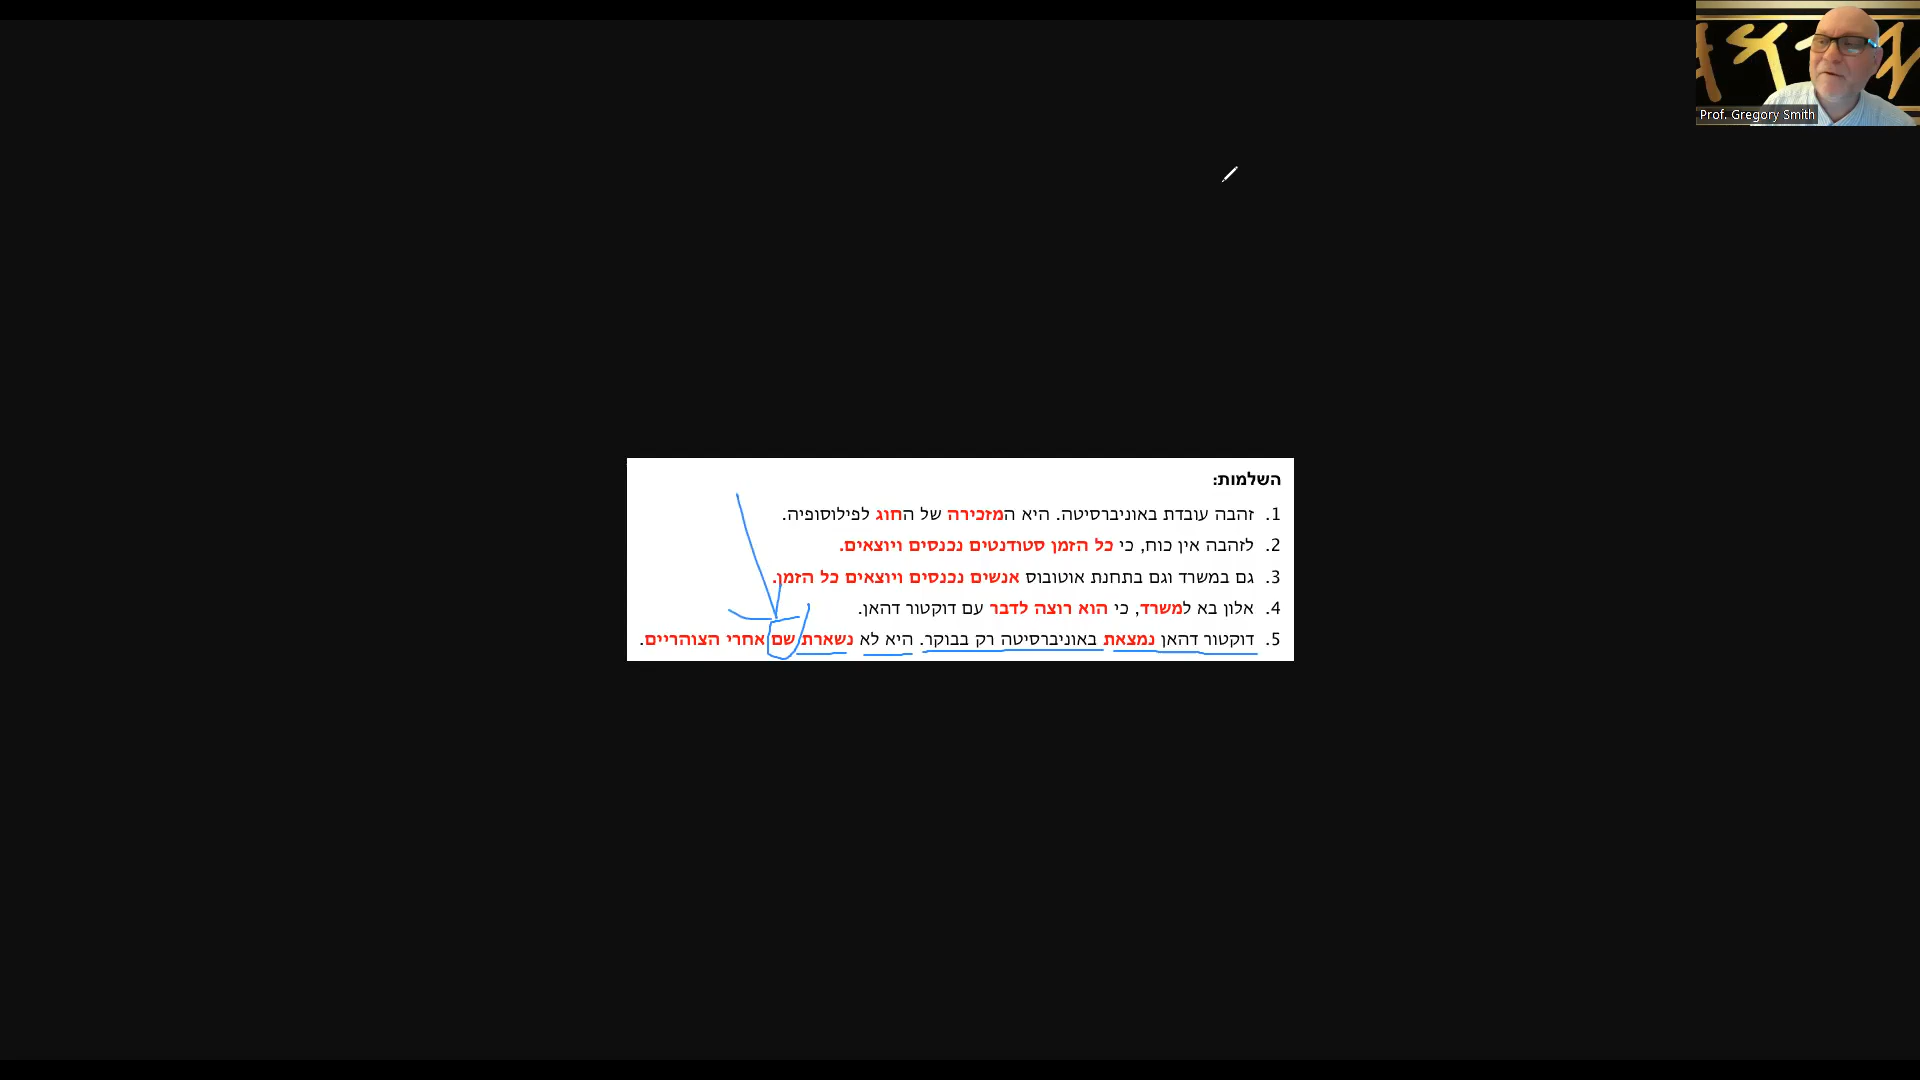 Prof. Gregory Smith
השלמות:
1. זהבה עובדת באוניברסיטה. היא המזכירה של החוג לפילוסופיה.
2. לזהבה אין כוח, כי כל הזמן סטודנטים נכנסים ויוצאים.
3. גם במשרד וגם בתחנת אוטובוס אנשים נכנסים ויוצאים כל הזמן.
4. אלון בא למשרד, כי הוא רוצה לדבר עם דוקטור דהאן.
5. דוקטור דהאן נמצאת באוניברסיטה רק בבוקר. היא לא נשארת שם אחרי הצוהריים.